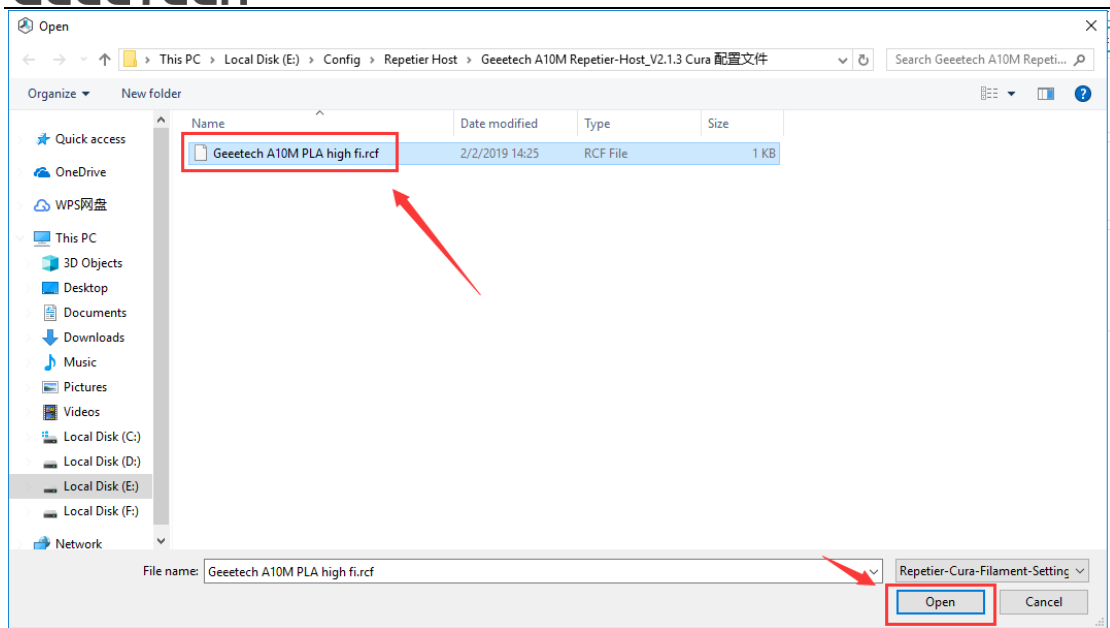 Open
This PC > Local Disk (E:) > Config > Repetier Host > Geeetech A10M Repetier-Host_V2.1.3 Cura 配置文件
Search Geeetech A10M Repeti...
Organize
New folder
Name
Date modified
Type
Size
Geeetech A10M PLA high fi.rcf
2/2/2019 14:25
RCF File
1 KB
Quick access
OneDrive
WPS网盘
This PC
3D Objects
Desktop
Documents
Downloads
Music
Pictures
Videos
Local Disk (C:)
Local Disk (D:)
Local Disk (E:)
Local Disk (F:)
Network
File name:
Geeetech A10M PLA high fi.rcf
Repetier-Cura-Filament-Setting
Open
Cancel